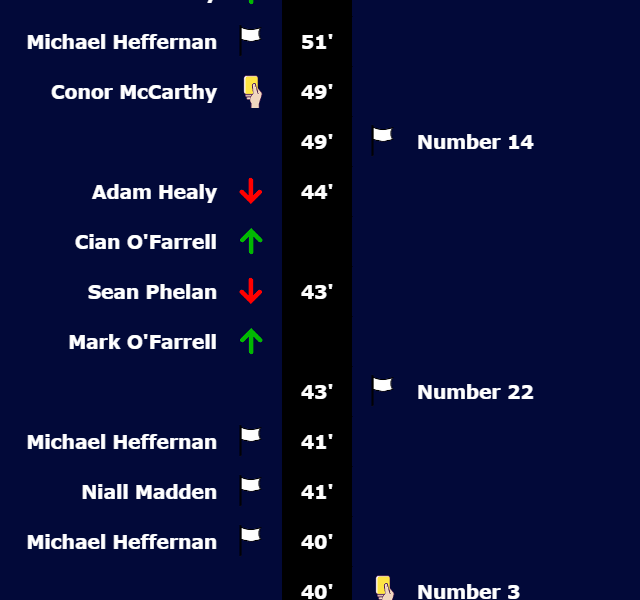 Michael Heffernan 51'
Conor McCarthy 49'
49' Number 14
Adam Healy 44'
Cian O'Farrell
Sean Phelan 43'
Mark O'Farrell
43' Number 22
Michael Heffernan 41'
Niall Madden 41'
Michael Heffernan 40'
40' Number 3